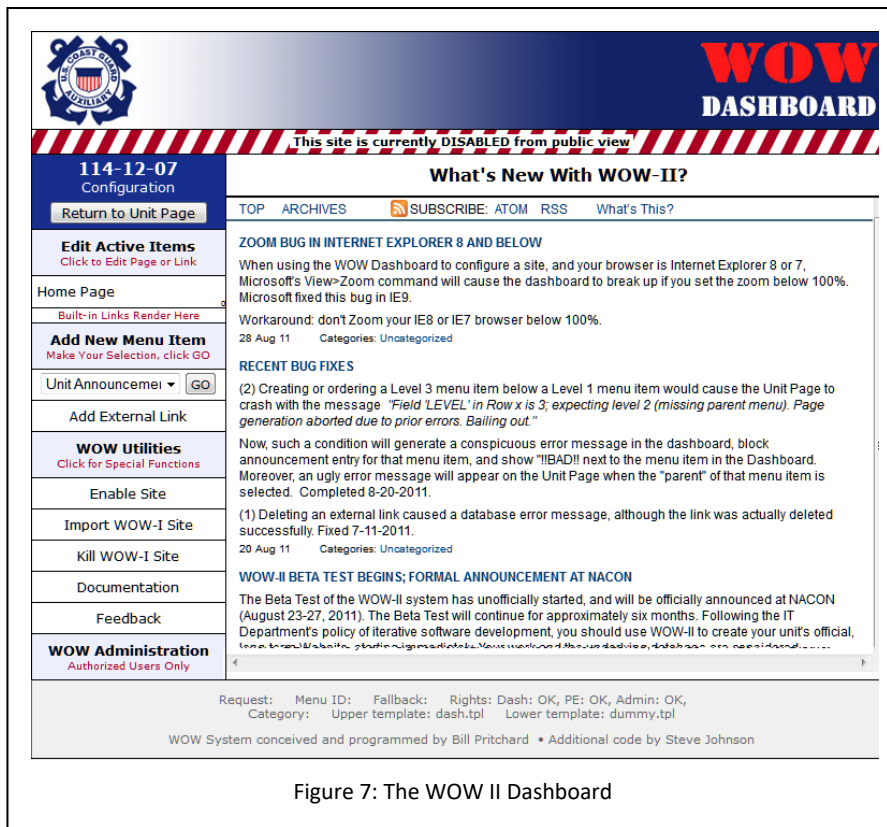 U.S. COAST GUARD
AUXILIARY
WOW
DASHBOARD
This site is currently DISABLED from public view
114-12-07
Configuration
Return to Unit Page
Edit Active Items
Click to Edit Page or Link
Home Page
Built-in Links Render Here
Add New Menu Item
Make Your Selection, click GO
Unit Announcemen GO
Add External Link
WOW Utilities
Click for Special Functions
Enable Site
Import WOW-I Site
Kill WOW-I Site
Documentation
Feedback
WOW Administration
Authorized Users Only
What's New With WOW-II?
TOP ARCHIVES SUBSCRIBE: ATOM RSS What's This?
ZOOM BUG IN INTERNET EXPLORER 8 AND BELOW
When using the WOW Dashboard to configure a site, and your browser is Internet Explorer 8 or 7,
Microsoft's View>Zoom command will cause the dashboard to break up if you set the zoom below 100%.
Microsoft fixed this bug in IE9.
Workaround: don't Zoom your IE8 or IE7 browser below 100%.
28 Aug 11 Categories: Uncategorized
RECENT BUG FIXES
(2) Creating or ordering a Level 3 menu item below a Level 1 menu item would cause the Unit Page to
crash with the message "Field 'LEVEL' in Row x is 3; expecting level 2 (missing parent menu). Page
generation aborted due to prior errors. Bailing out."
Now, such a condition will generate a conspicuous error message in the dashboard, block
announcement entry for that menu item, and show "!!BAD!! next to the menu item in the Dashboard.
Moreover, an ugly error message will appear on the Unit Page when the "parent" of that menu item is
selected. Completed 8-20-2011.
(1) Deleting an external link caused a database error message, although the link was actually deleted
successfully. Fixed 7-11-2011.
20 Aug 11 Categories: Uncategorized
WOW-II BETA TEST BEGINS; FORMAL ANNOUNCEMENT AT NACON
The Beta Test of the WOW-II system has unofficially started, and will be officially announced at NACON
(August 23-27, 2011). The Beta Test will continue for approximately six months. Following the IT
Department's policy of iterative software development, you should use WOW-II to create your unit's official,
long-term Website, starting immediately. Your work and the underlying database are considered
Request: Menu ID: Fallback: Rights: Dash: OK, PE: OK, Admin: OK,
Category: Upper template: dash.tpl Lower template: dummy.tpl
WOW System conceived and programmed by Bill Pritchard • Additional code by Steve Johnson
Figure 7: The WOW II Dashboard